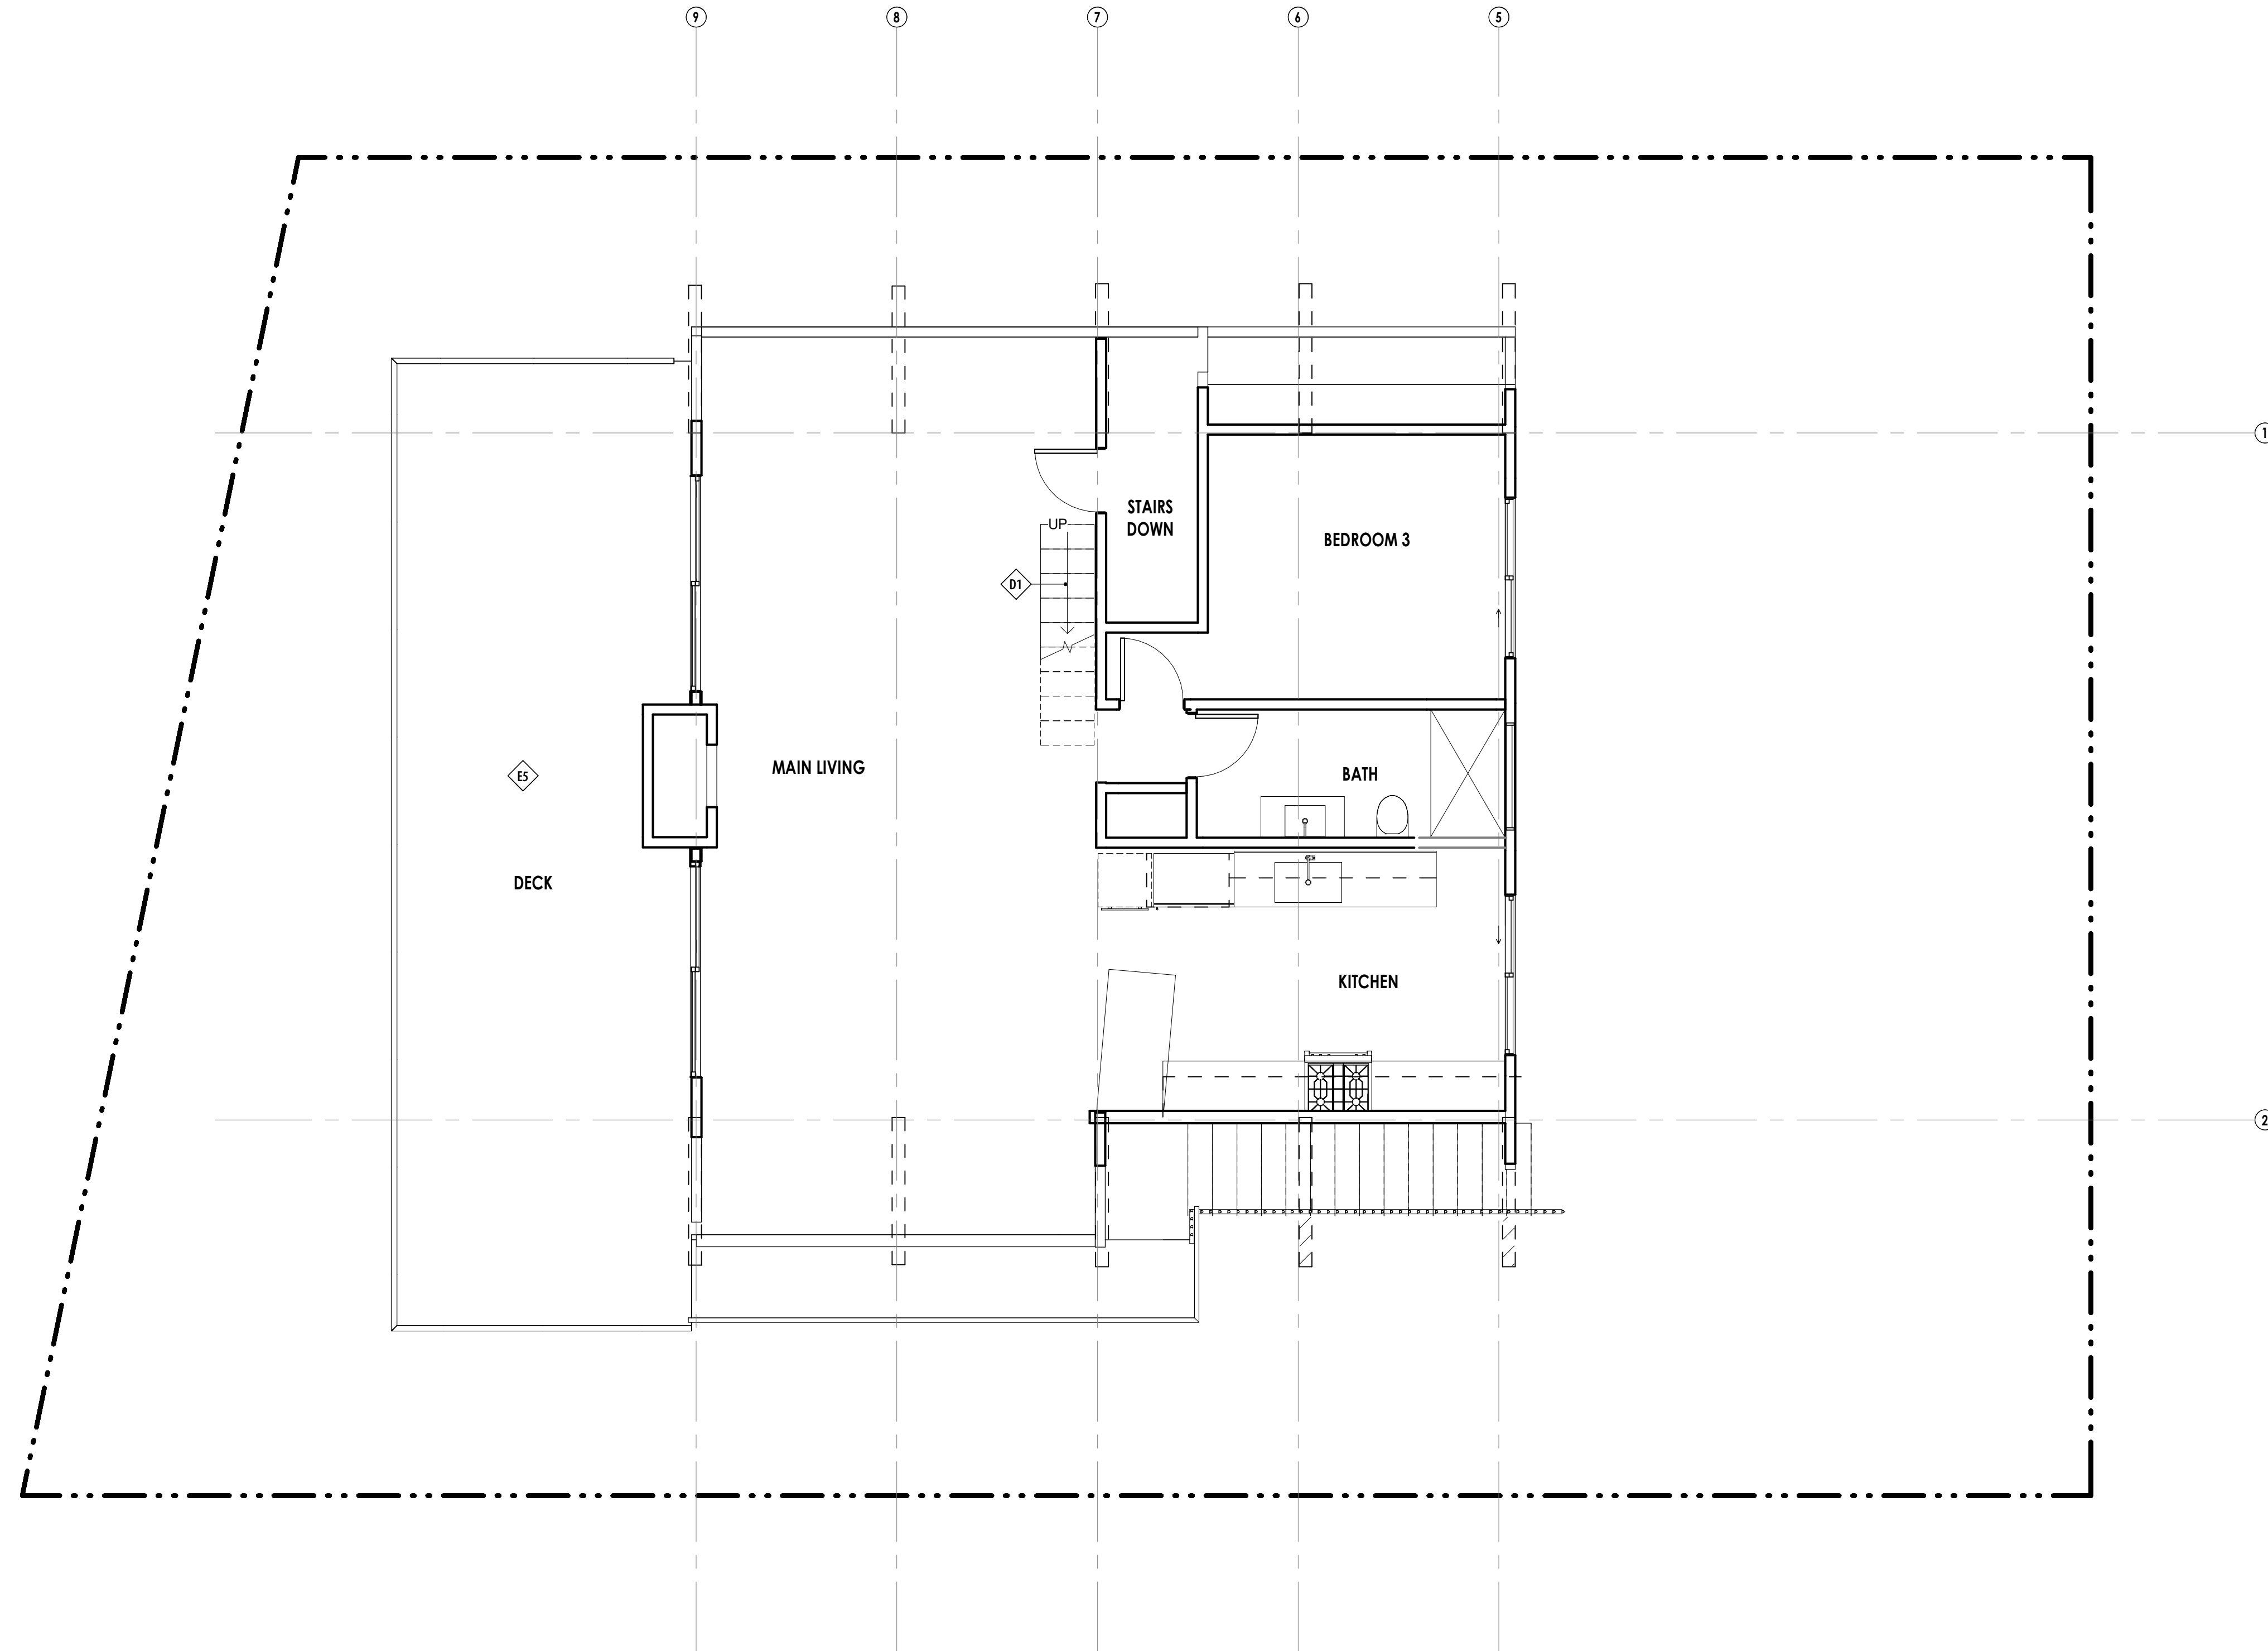 9
8
7
6
5
1
STAIRS
DOWN
UP
BEDROOM 3
D1
MAIN LIVING
BATH
E5
DECK
KITCHEN
2